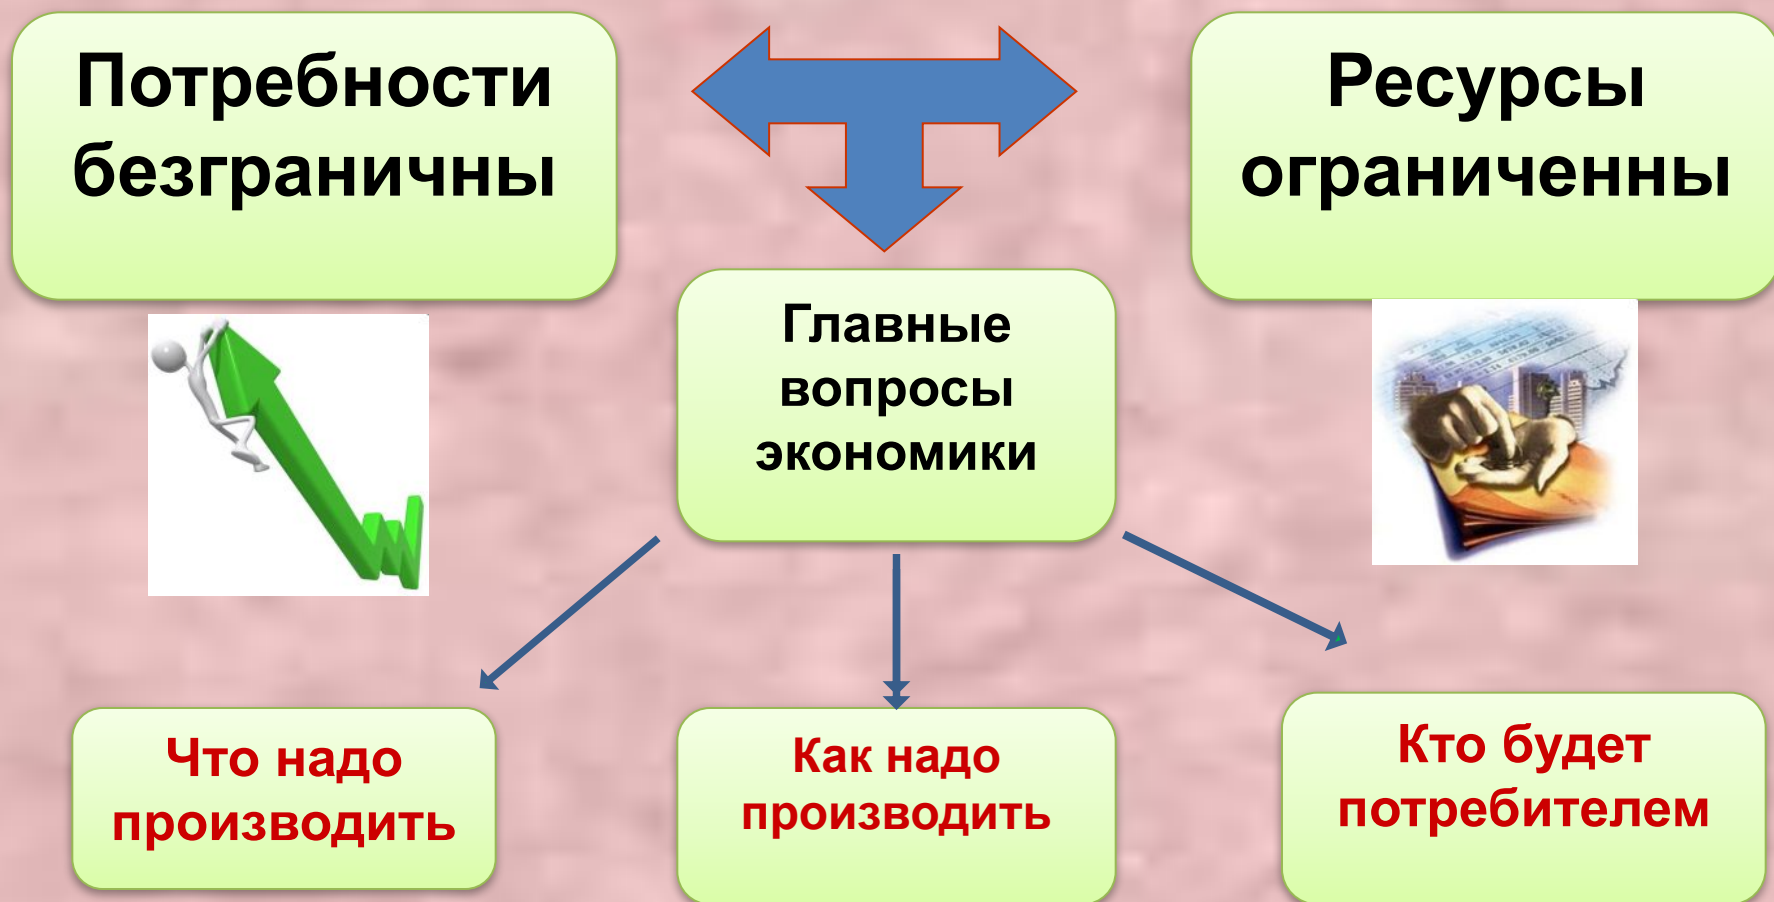 Потребности
безграничны
Ресурсы
ограниченны
Главные
вопросы
экономики
Что надо
производить
Как надо
производить
Кто будет
потребителем